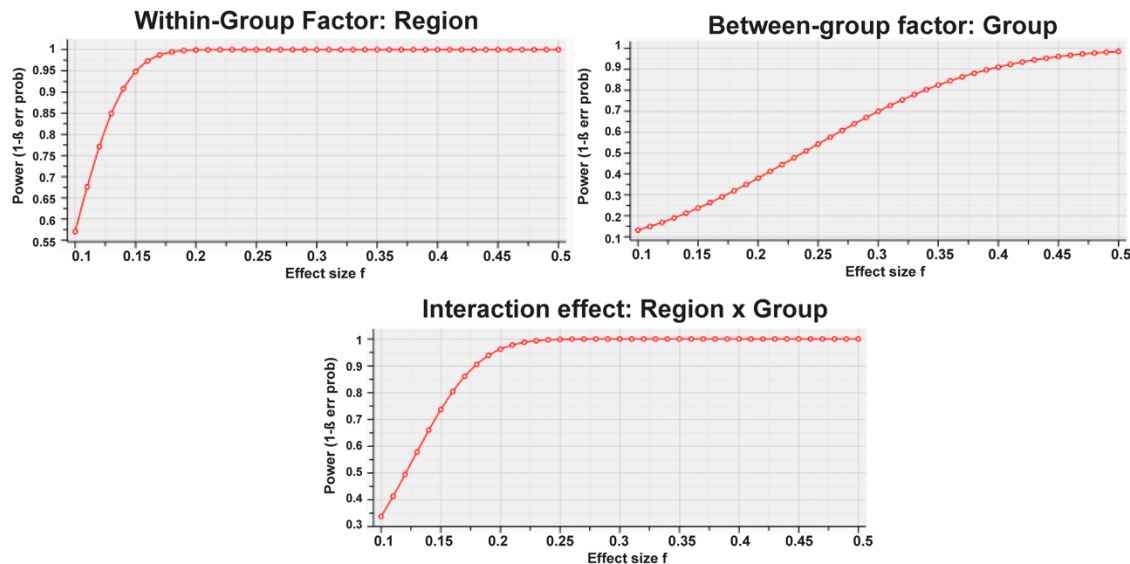 Within-Group Factor: Region
Power (1-ß err prob)
1
0.95
0.9
0.85
0.8
0.75
0.7
0.65
0.6
0.55
0.1 0.15 0.2 0.25 0.3 0.35 0.4 0.45 0.5
Effect size f
Between-group factor: Group
Power (1-ß err prob)
1
0.9
0.8
0.7
0.6
0.5
0.4
0.3
0.2
0.1
0.1 0.15 0.2 0.25 0.3 0.35 0.4 0.45 0.5
Effect size f
Interaction effect: Region x Group
Power (1-ß err prob)
1
0.9
0.8
0.7
0.6
0.5
0.4
0.3
0.1 0.15 0.2 0.25 0.3 0.35 0.4 0.45 0.5
Effect size f